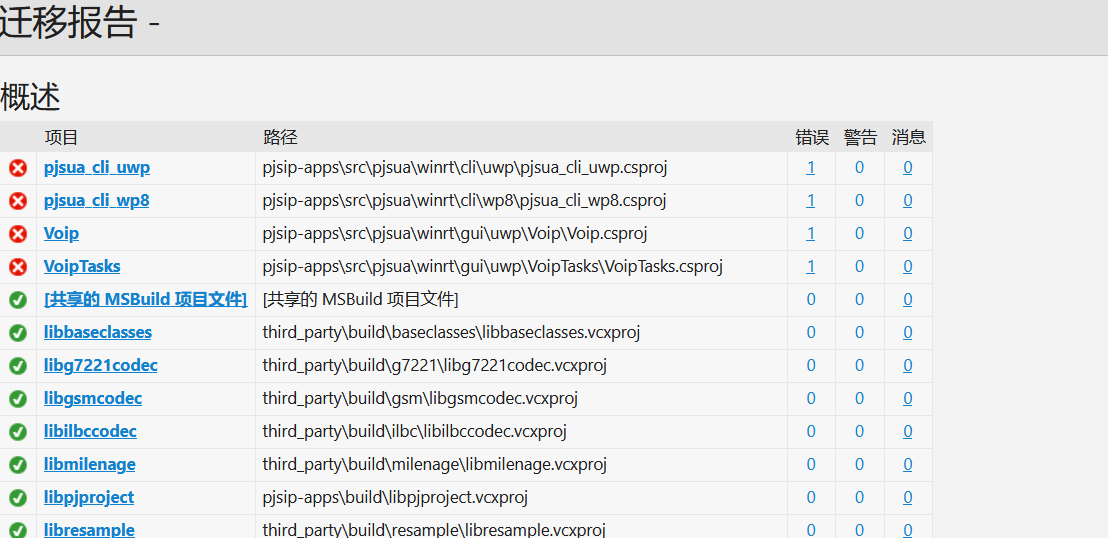 迁移报告 -
概述
项目 路径 错误 警告 消息
pjsua_cli_uwp pjsip-apps\src\pjsua\winrt\cli\uwp\pjsua_cli_uwp.csproj 1 0 0
pjsua_cli_wp8 pjsip-apps\src\pjsua\winrt\cli\wp8\pjsua_cli_wp8.csproj 1 0 0
Voip pjsip-apps\src\pjsua\winrt\gui\uwp\Voip\Voip.csproj 1 0 0
VoipTasks pjsip-apps\src\pjsua\winrt\gui\uwp\VoipTasks\VoipTasks.csproj 1 0 0
[共享的 MSBuild 项目文件] [共享的 MSBuild 项目文件] 0 0 0
libbaseclasses third_party\build\baseclasses\libbaseclasses.vcxproj 0 0 0
libg7221codec third_party\build\g7221\libg7221codec.vcxproj 0 0 0
libgsmcodec third_party\build\gsm\libgsmcodec.vcxproj 0 0 0
libilbccodec third_party\build\ilbc\libilbccodec.vcxproj 0 0 0
libmilenage third_party\build\milenage\libmilenage.vcxproj 0 0 0
libpjproject pjsip-apps\build\libpjproject.vcxproj 0 0 0
libresample third_party\build\resample\libresample.vcxproj 0 0 0